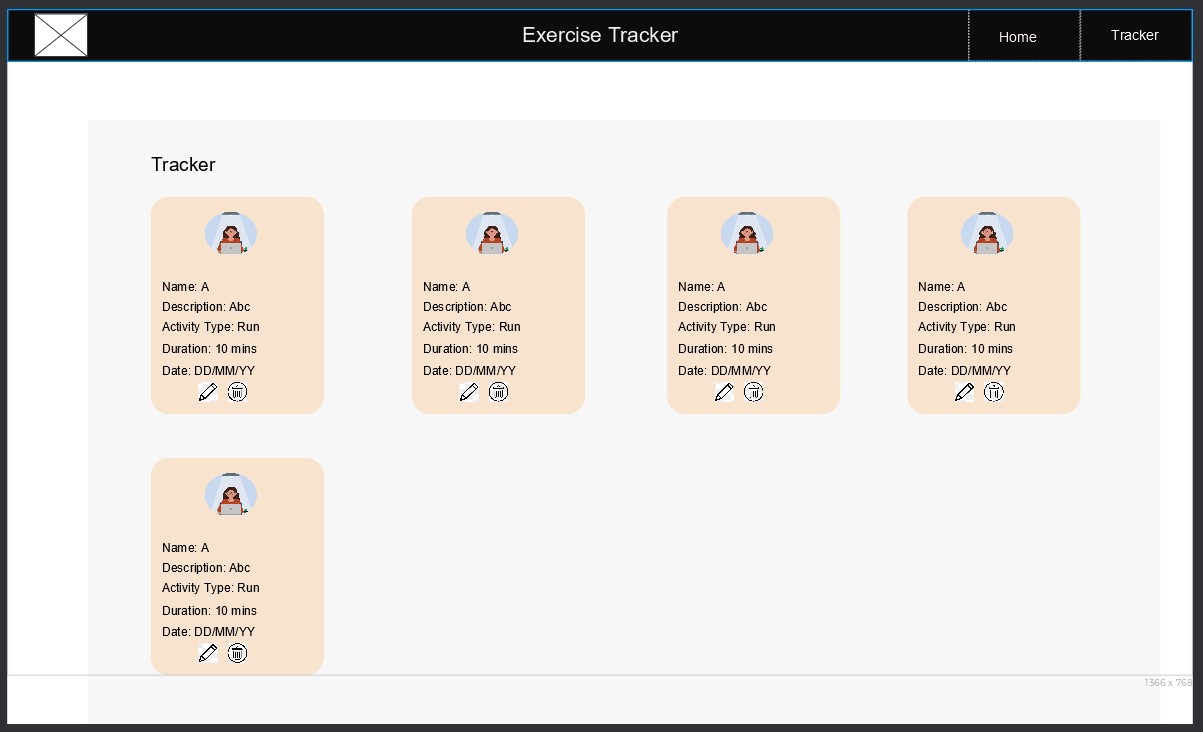 Exercise Tracker
Home
Tracker
Tracker
Name: A
Description: Abc
Activity Type: Run
Duration: 10 mins
Date: DD/MM/YY
Name: A
Description: Abc
Activity Type: Run
Duration: 10 mins
Date: DD/MM/YY
Name: A
Description: Abc
Activity Type: Run
Duration: 10 mins
Date: DD/MM/YY
Name: A
Description: Abc
Activity Type: Run
Duration: 10 mins
Date: DD/MM/YY
Name: A
Description: Abc
Activity Type: Run
Duration: 10 mins
Date: DD/MM/YY
1366 x 768